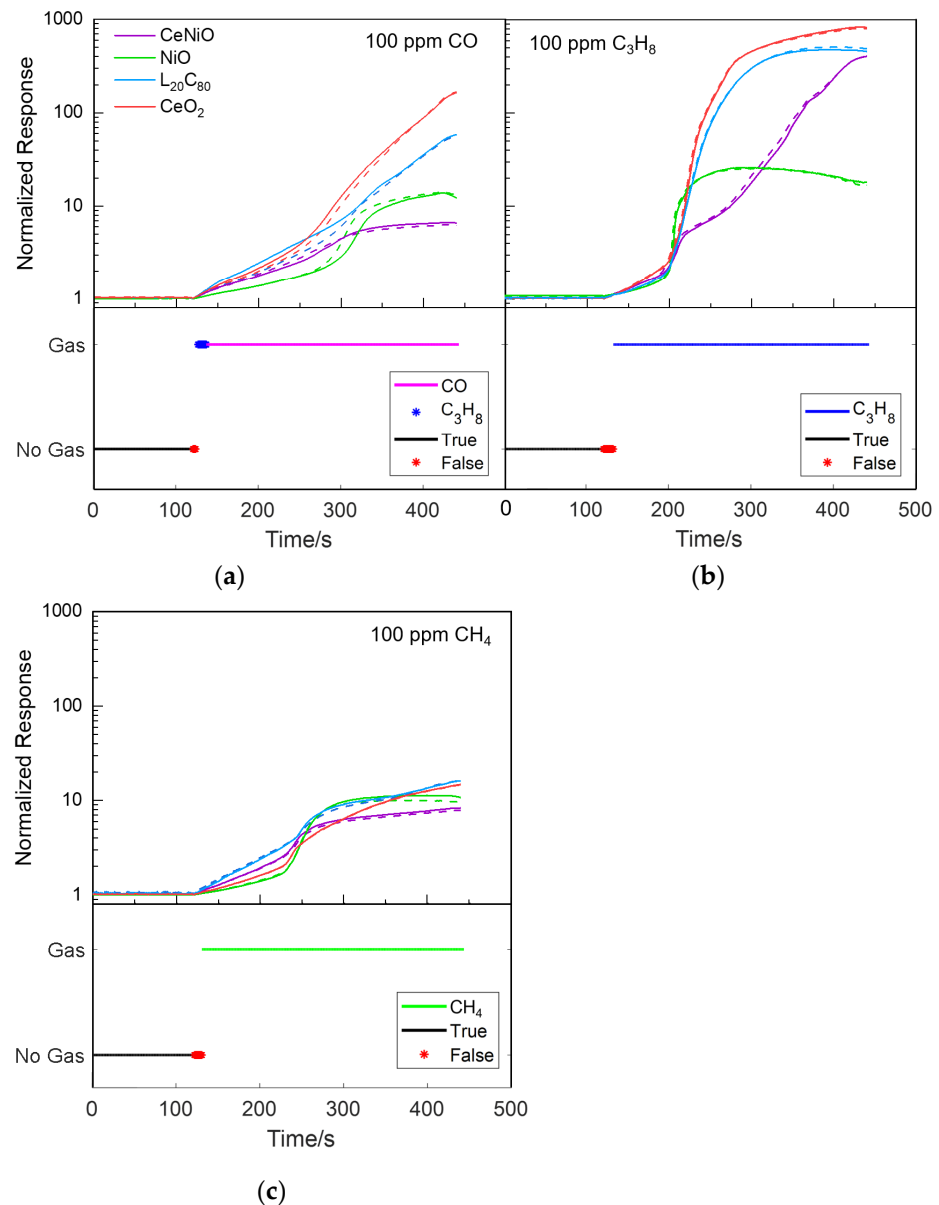 1000
100
10
1
Normalized Response
CeNiO
NiO
L₂₀C₈₀
CeO₂
100 ppm CO
100 ppm C₃H₈
Gas
No Gas
CO
C₃H₈
True
False
C₃H₈
True
False
0 100 200 300 400
0 100 200 300 400 500
Time/s
Time/s
(a)
(b)
1000
100
10
1
Normalized Response
100 ppm CH₄
Gas
No Gas
CH₄
True
False
0 100 200 300 400 500
Time/s
(c)